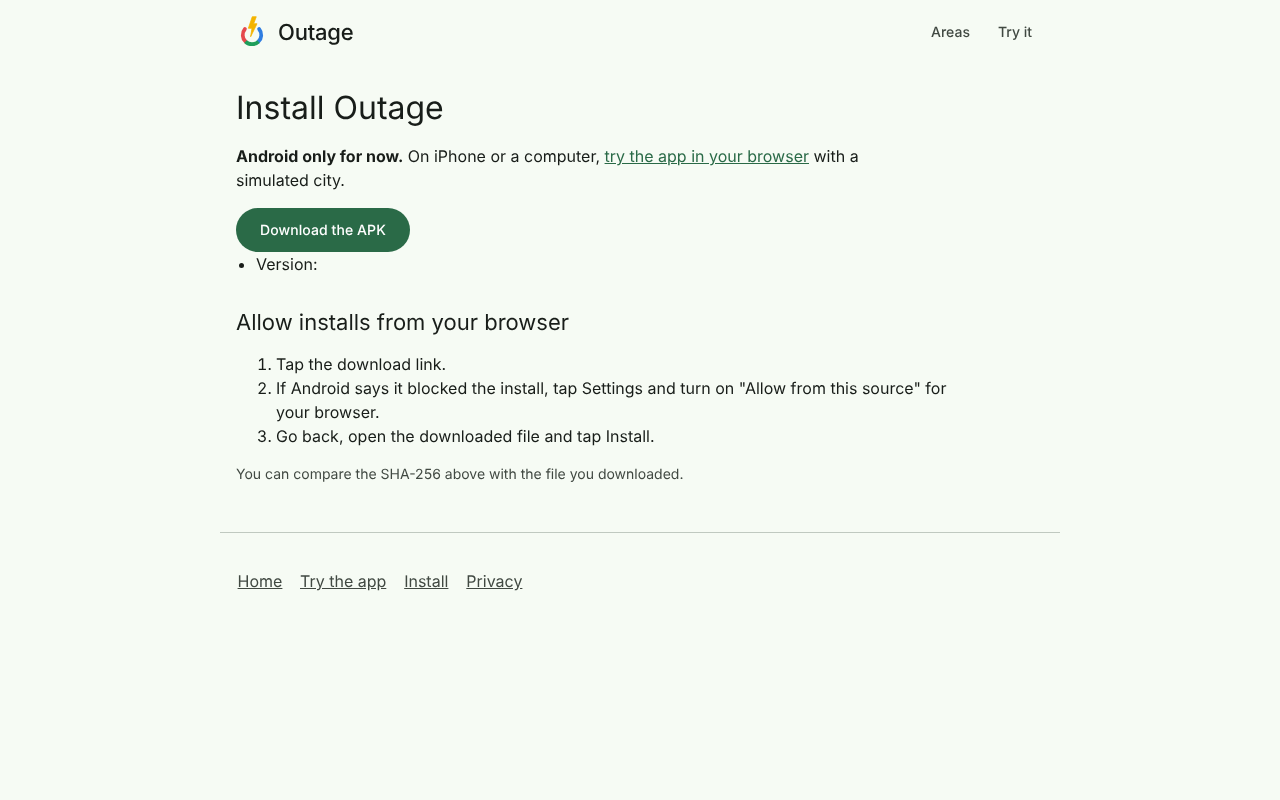 Outage
Areas
Try it
Install Outage
Android only for now. On iPhone or a computer, try the app in your browser with a
simulated city.
Download the APK
• Version:
Allow installs from your browser
1. Tap the download link.
2. If Android says it blocked the install, tap Settings and turn on "Allow from this source" for
your browser.
3. Go back, open the downloaded file and tap Install.
You can compare the SHA-256 above with the file you downloaded.
Home
Try the app
Install
Privacy